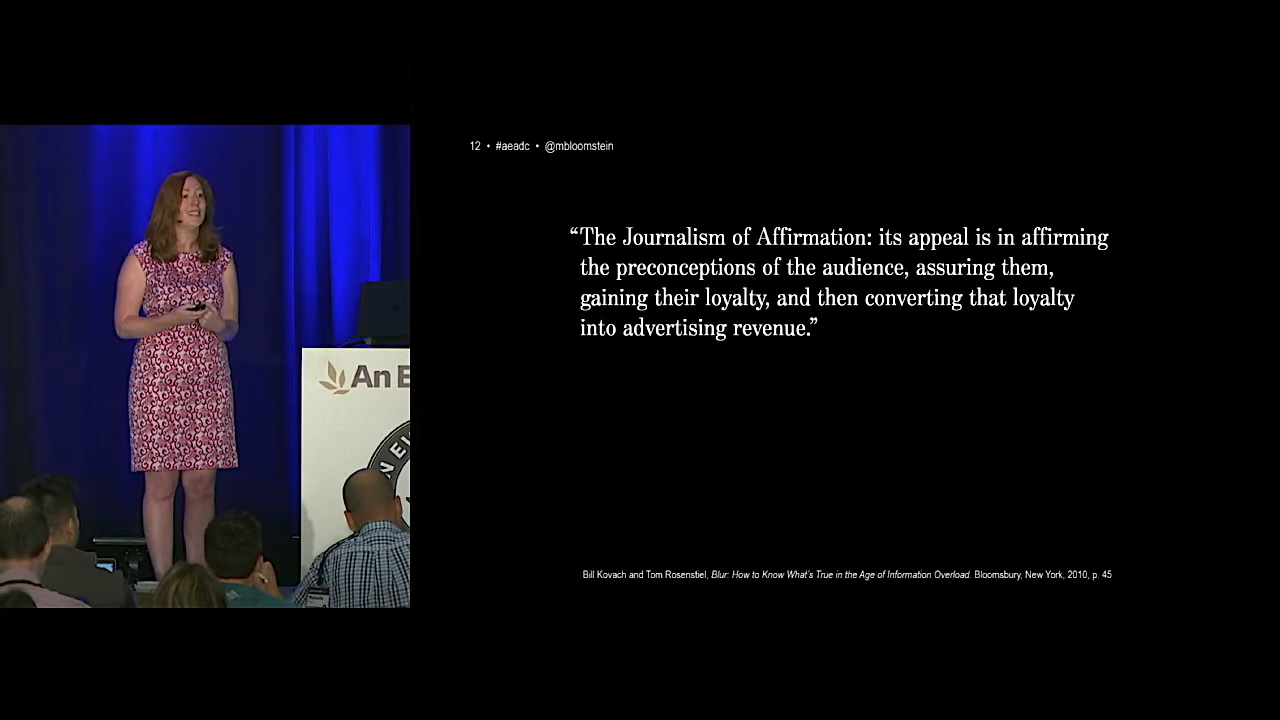 12 • #aeadc • @mbloomstein
“The Journalism of Affirmation: its appeal is in affirming
the preconceptions of the audience, assuring them,
gaining their loyalty, and then converting that loyalty
into advertising revenue.”
An E
N EV
Bill Kovach and Tom Rosenstiel, Blur: How to Know What’s True in the Age of Information Overload. Bloomsbury, New York, 2010, p. 45